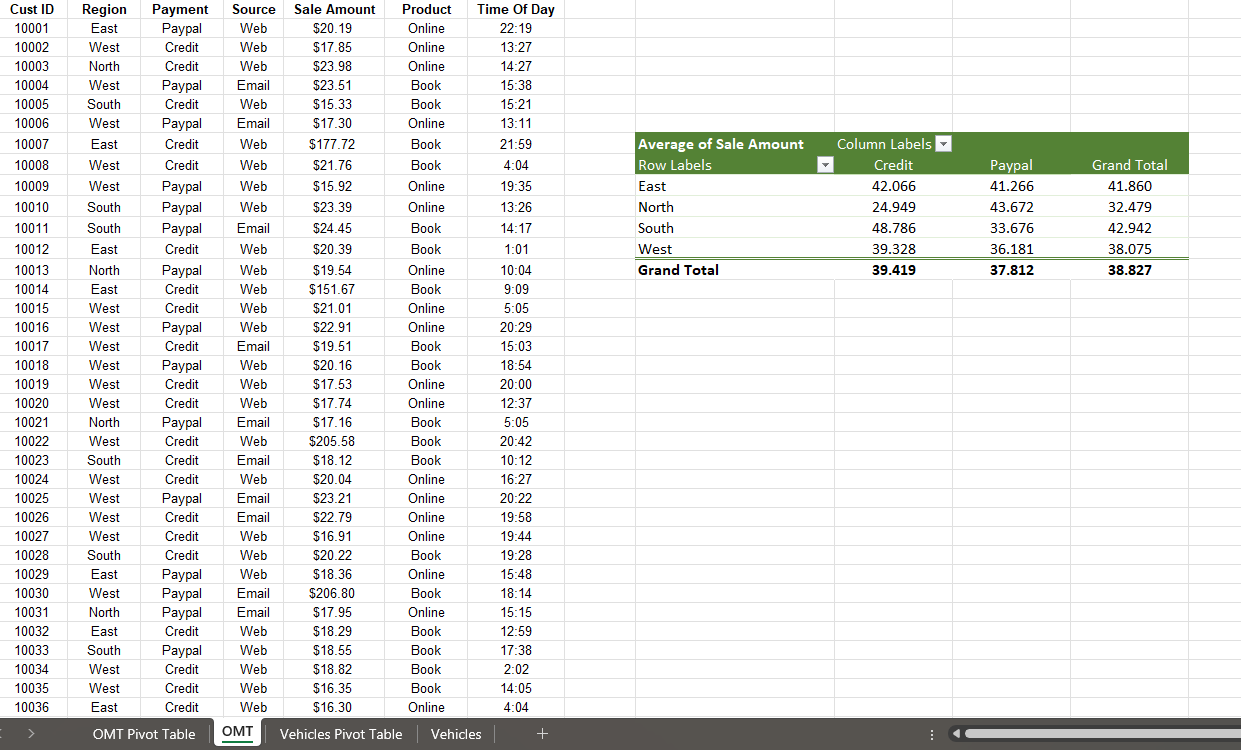 Cust ID Region Payment Source Sale Amount Product Time Of Day
10001 East Paypal Web $20.19 Online 22:19
10002 West Credit Web $17.85 Online 13:27
10003 North Credit Web $23.98 Online 14:27
10004 West Paypal Email $23.51 Book 15:38
10005 South Credit Web $15.33 Book 15:21
10006 West Paypal Email $17.30 Online 13:11
10007 East Credit Web $177.72 Book 21:59 Average of Sale Amount Column Labels
10008 West Credit Web $21.76 Book 4:04 Row Labels Credit Paypal Grand Total
10009 West Paypal Web $15.92 Online 19:35 East 42.066 41.266 41.860
10010 South Paypal Web $23.39 Online 13:26 North 24.949 43.672 32.479
10011 South Paypal Email $24.45 Book 14:17 South 48.786 33.676 42.942
10012 East Credit Web $20.39 Book 1:01 West 39.328 36.181 38.075
10013 North Paypal Web $19.54 Online 10:04 Grand Total 39.419 37.812 38.827
10014 East Credit Web $151.67 Book 9:09
10015 West Credit Web $21.01 Online 5:05
10016 West Paypal Web $22.91 Online 20:29
10017 West Credit Email $19.51 Book 15:03
10018 West Paypal Web $20.16 Book 18:54
10019 West Credit Web $17.53 Online 20:00
10020 West Credit Web $17.74 Online 12:37
10021 North Paypal Email $17.16 Book 5:05
10022 West Credit Web $205.58 Book 20:42
10023 South Credit Email $18.12 Book 10:12
10024 West Credit Web $20.04 Online 16:27
10025 West Paypal Email $23.21 Online 20:22
10026 West Credit Email $22.79 Online 19:58
10027 West Credit Web $16.91 Online 19:44
10028 South Credit Web $20.22 Book 19:28
10029 East Paypal Web $18.36 Online 15:48
10030 West Paypal Email $206.80 Book 18:14
10031 North Paypal Email $17.95 Online 15:15
10032 East Credit Web $18.29 Book 12:59
10033 South Paypal Web $18.55 Book 17:38
10034 West Credit Web $18.82 Book 2:02
10035 West Credit Web $16.35 Book 14:05
10036 East Credit Web $16.30 Online 4:04
OMT Pivot Table OMT Vehicles Pivot Table Vehicles